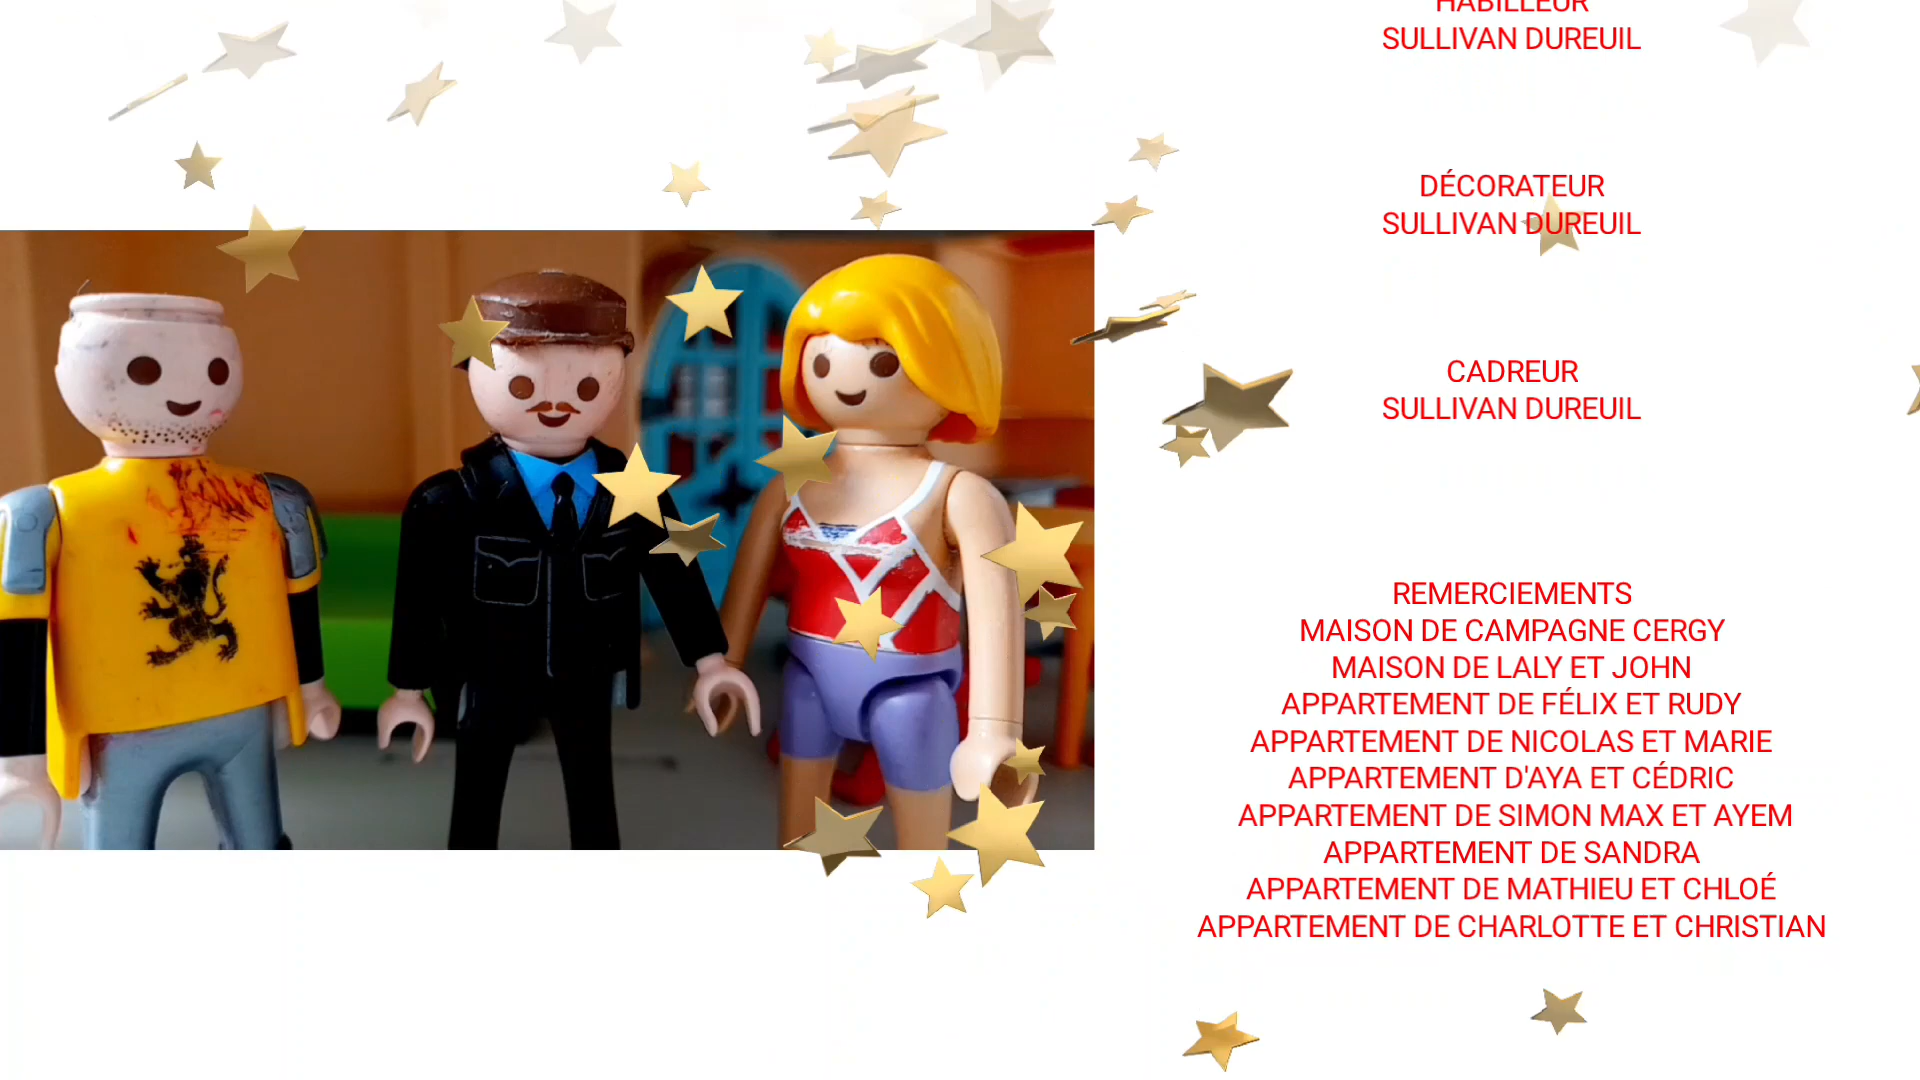 HABILLEUR
SULLIVAN DUREUIL
DÉCORATEUR
SULLIVAN DUREUIL
CADREUR
SULLIVAN DUREUIL
REMERCIEMENTS
MAISON DE CAMPAGNE CERGY
MAISON DE LALY ET JOHN
APPARTEMENT DE FÉLIX ET RUDY
APPARTEMENT DE NICOLAS ET MARIE
APPARTEMENT D'AYA ET CÉDRIC
APPARTEMENT DE SIMON MAX ET AYEM
APPARTEMENT DE SANDRA
APPARTEMENT DE MATHIEU ET CHLOÉ
APPARTEMENT DE CHARLOTTE ET CHRISTIAN